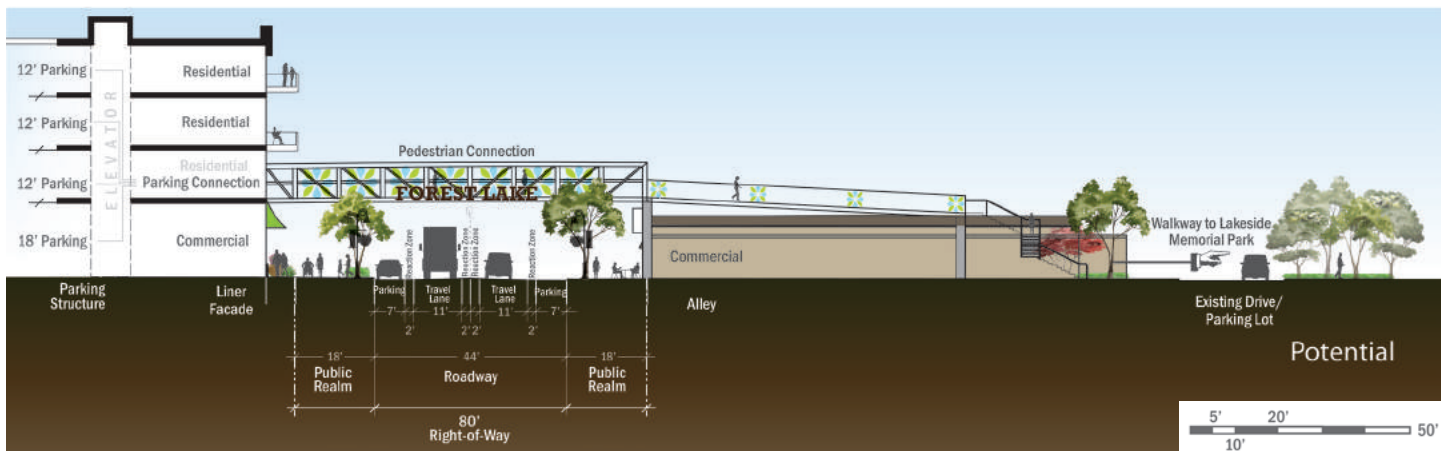 12' Parking
Residential
12' Parking
Residential
ELEVATOR
Residential
12' Parking
Parking Connection
18' Parking
Commercial
Pedestrian Connection
FOREST LAKE
Reaction Zone
Reaction Zone
Reaction Zone
Reaction Zone
Commercial
Walkway to Lakeside
Memorial Park
Parking
Structure
Liner
Facade
Parking
Travel
Lane
Travel
Lane
Parking
7'
11'
11'
7'
2'
2'
2'
2'
Alley
Existing Drive/
Parking Lot
Potential
18'
44'
18'
Public
Realm
Roadway
Public
Realm
80'
Right-of-Way
5'
20'
50'
10'